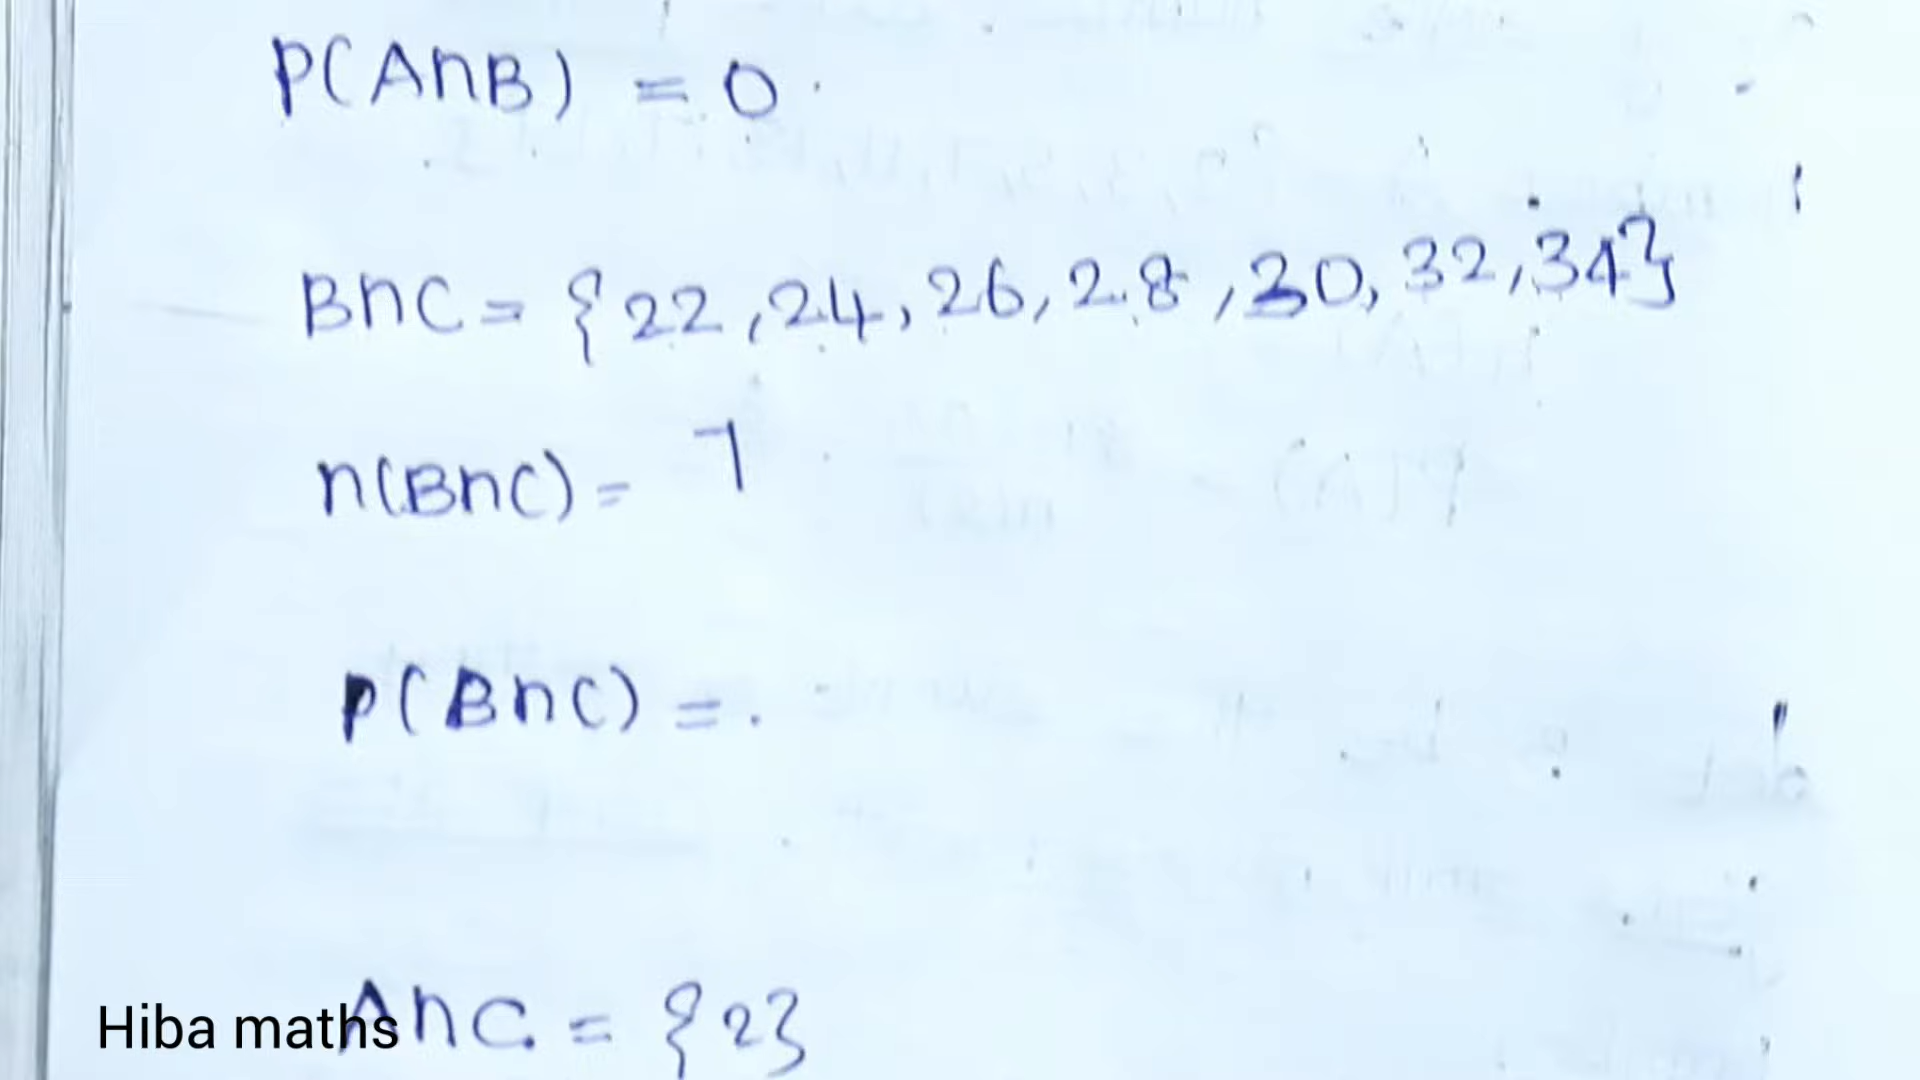 P(A∩B) = 0.
B∩C = {22, 24, 26, 28, 30, 32, 34}
n(B∩C) = 7
P(B∩C) = .
A∩C = {2}
Hiba maths